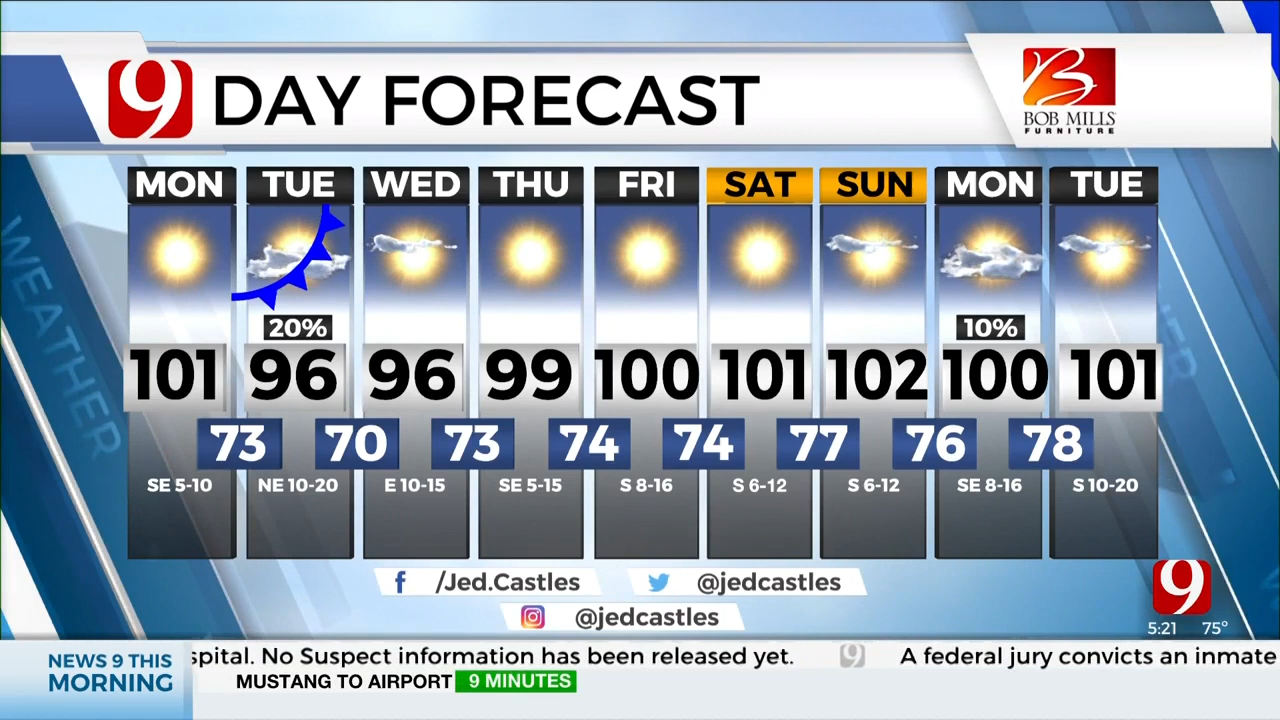 9 DAY FORECAST
B
BOB MILLS
FURNITURE
MON TUE WED THU FRI SAT SUN MON TUE
20% 10%
101 96 96 99 100 101 102 100 101
73 70 73 74 74 77 76 78
SE 5-10 NE 10-20 E 10-15 SE 5-15 S 8-16 S 6-12 S 6-12 SE 8-16 S 10-20
WEATHER
f /Jed.Castles @jedcastles
@jedcastles
9
5:21 75°
NEWS 9 THIS
MORNING
spital. No Suspect information has been released yet. 9 A federal jury convicts an inmate
MUSTANG TO AIRPORT 9 MINUTES